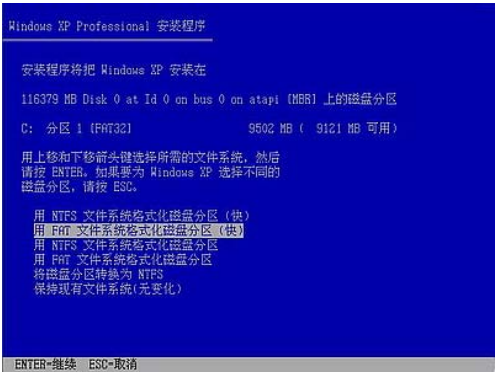 Windows XP Professional 安装程序
安装程序将把 Windows XP 安装在
116379 MB Disk 0 at Id 0 on bus 0 on atapi [MBR] 上的磁盘分区
C: 分区 1 [FAT32] 9502 MB ( 9121 MB 可用)
用上移和下移箭头键选择所需的文件系统，然后
请按 ENTER。如果要为 Windows XP 选择不同的
磁盘分区，请按 ESC。
用 NTFS 文件系统格式化磁盘分区（快）
用 FAT 文件系统格式化磁盘分区（快）
用 NTFS 文件系统格式化磁盘分区
用 FAT 文件系统格式化磁盘分区
将磁盘分区转换为 NTFS
保持现有文件系统(无变化)
ENTER=继续 ESC=取消